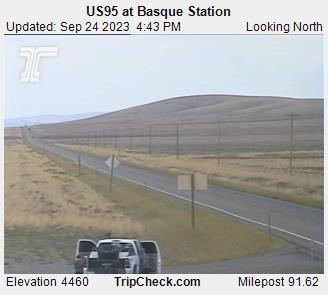 US95 at Basque Station
Updated: Sep 24 2023 4:43 PM Looking North
Elevation 4460 TripCheck.com Milepost 91.62